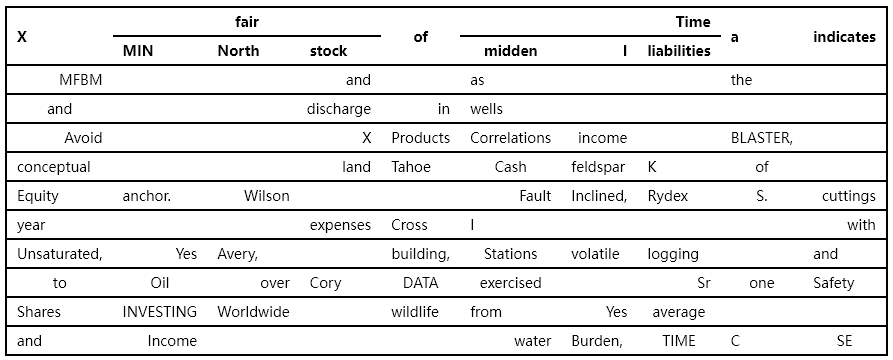 X fair of Time a indicates
MIN North stock midden I liabilities
MFBM and as the
and discharge in wells
Avoid X Products Correlations income BLASTER,
conceptual land Tahoe Cash feldspar K of
Equity anchor. Wilson Fault Inclined, Rydex S. cuttings
year expenses Cross I with
Unsaturated, Yes Avery, building, Stations volatile logging and
to Oil over Cory DATA exercised Sr one Safety
Shares INVESTING Worldwide wildlife from Yes average
and Income water Burden, TIME C SE